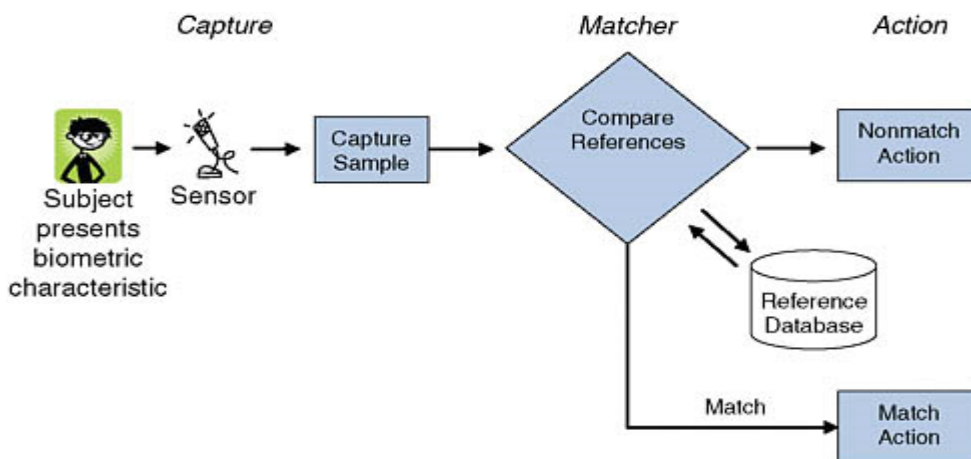 Capture
Matcher
Action
Subject
presents
biometric
characteristic
Sensor
Capture
Sample
Compare
References
Nonmatch
Action
Reference
Database
Match
Match
Action